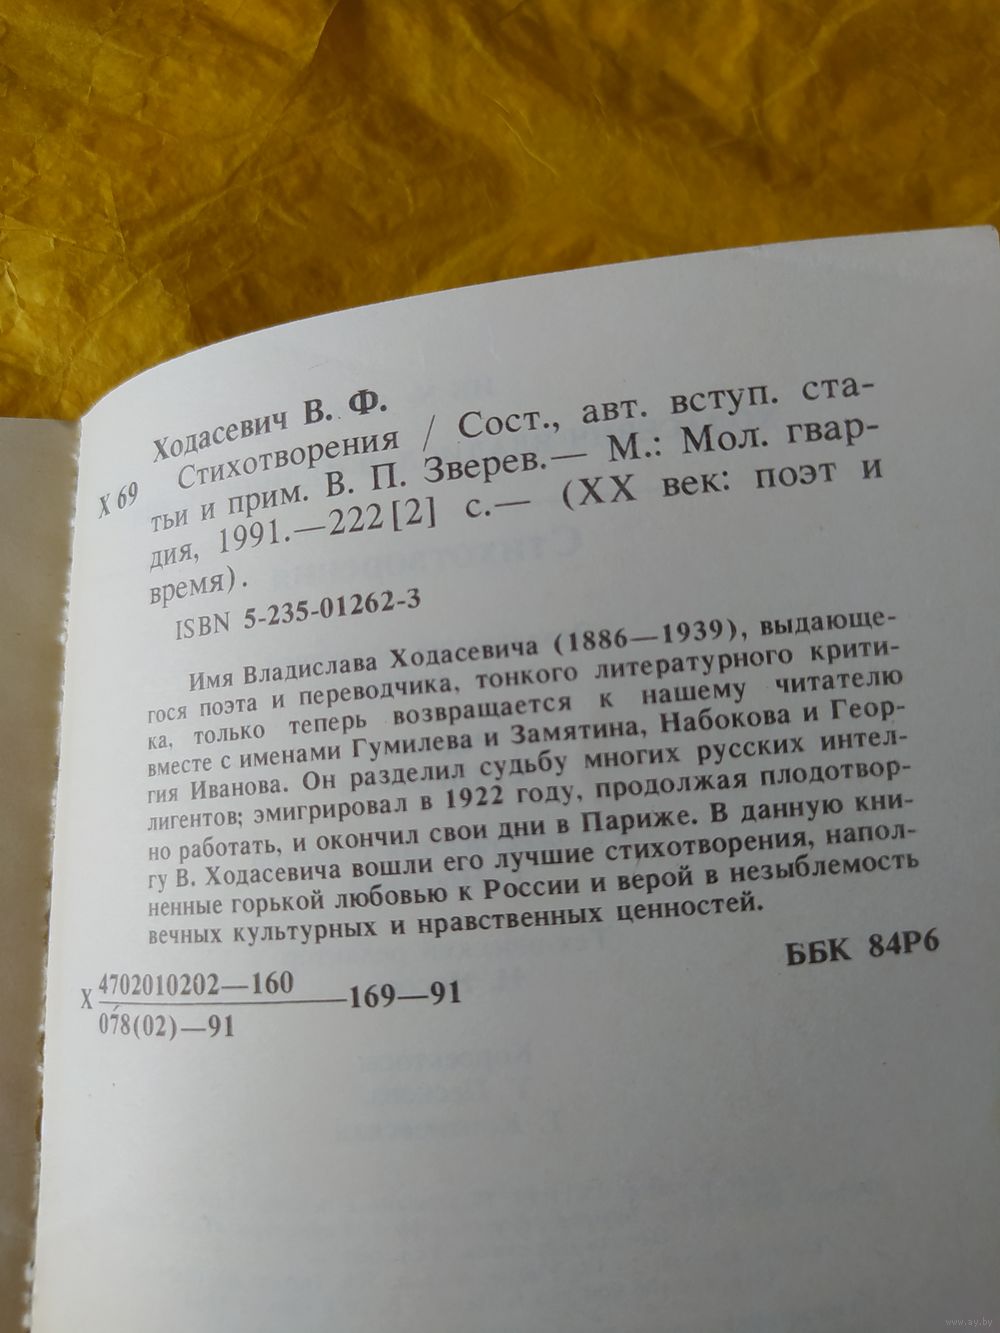 Ходасевич В. Ф.
Х 69 Стихотворения / Сост., авт. вступ. ста-
тьи и прим. В. П. Зверев.— М.: Мол. гвар-
дия, 1991.—222[2] с.— (XX век: поэт и
время).
ISBN 5-235-01262-3
Имя Владислава Ходасевича (1886—1939), выдающе-
гося поэта и переводчика, тонкого литературного крити-
ка, только теперь возвращается к нашему читателю
вместе с именами Гумилева и Замятина, Набокова и Геор-
гия Иванова. Он разделил судьбу многих русских интел-
лигентов; эмигрировал в 1922 году, продолжая плодотвор-
но работать, и окончил свои дни в Париже. В данную кни-
гу В. Ходасевича вошли его лучшие стихотворения, напол-
ненные горькой любовью к России и верой в незыблемость
вечных культурных и нравственных ценностей.
ББК 84Р6
Х 4702010202—160
078(02)—91
—169—91
www.ay.by